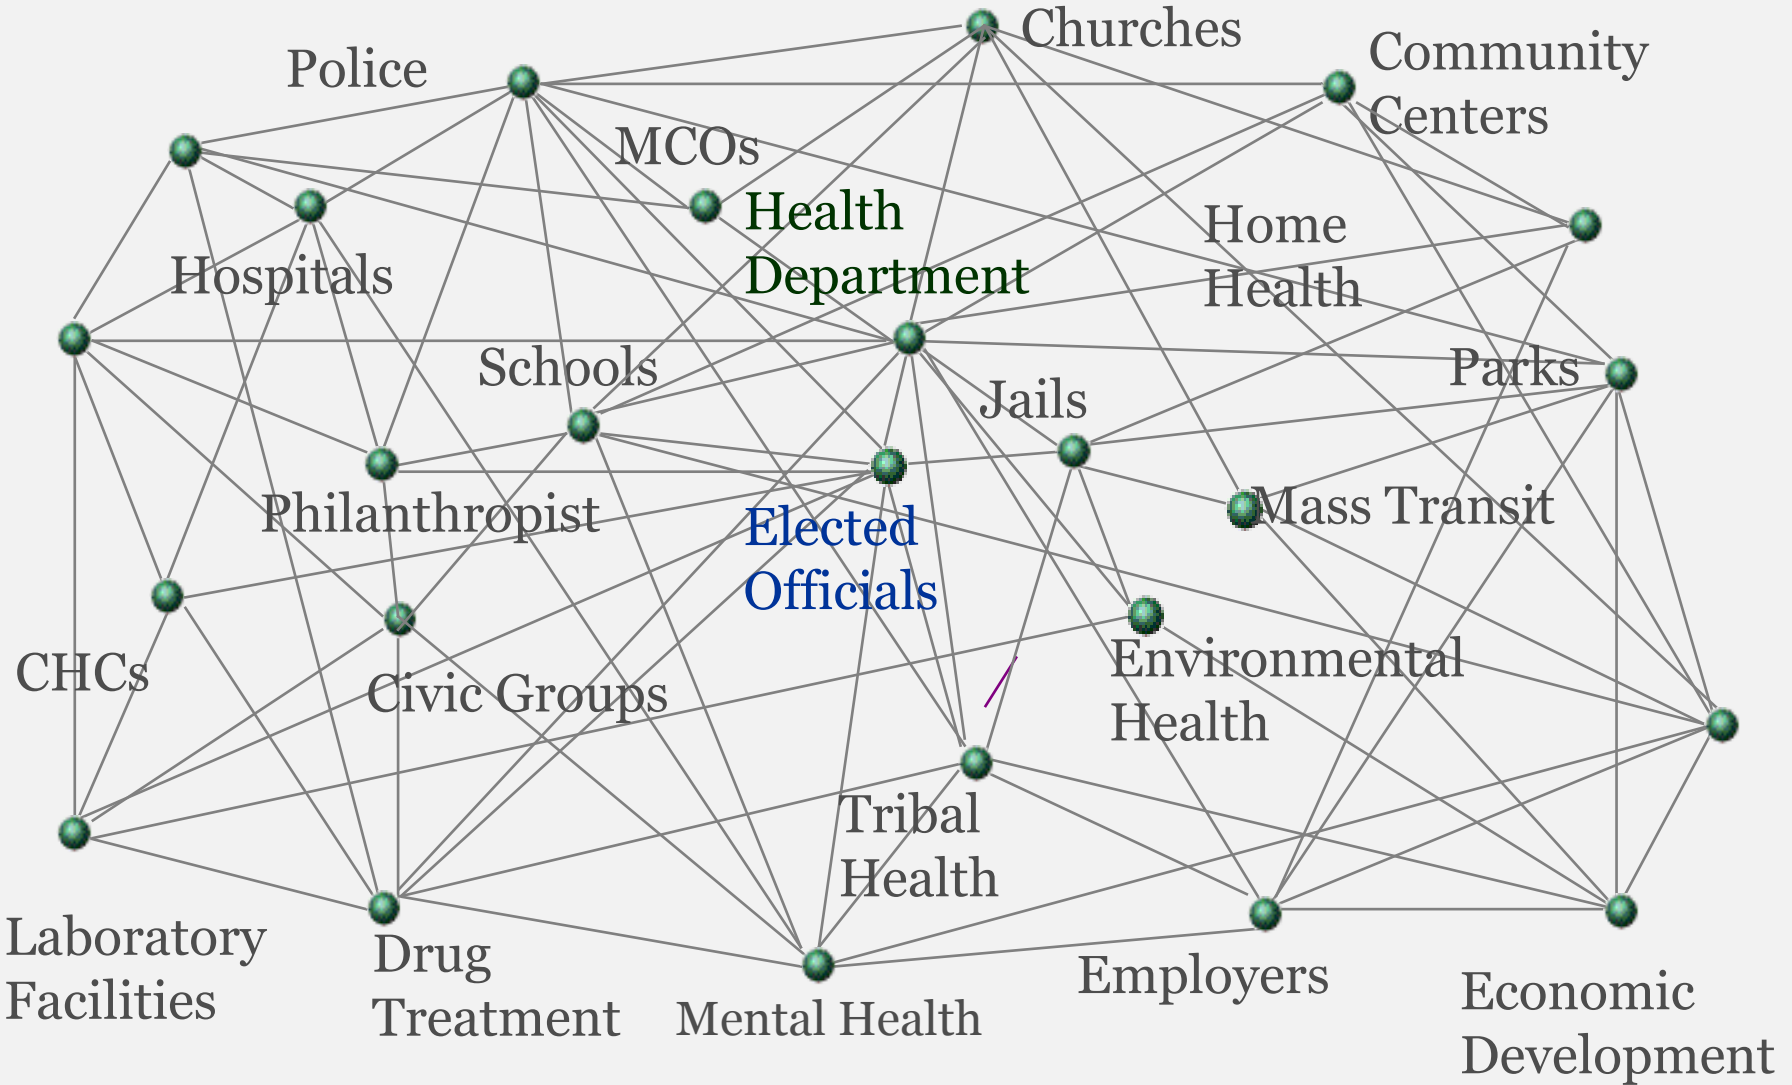 Churches
Community
Centers
Police
MCOs
Health
Department
Home
Health
Hospitals
Schools
Parks
Jails
Philanthropist
Mass Transit
Elected
Officials
CHCs
Civic Groups
Environmental
Health
Tribal
Health
Laboratory
Facilities
Drug
Treatment
Mental Health
Employers
Economic
Development